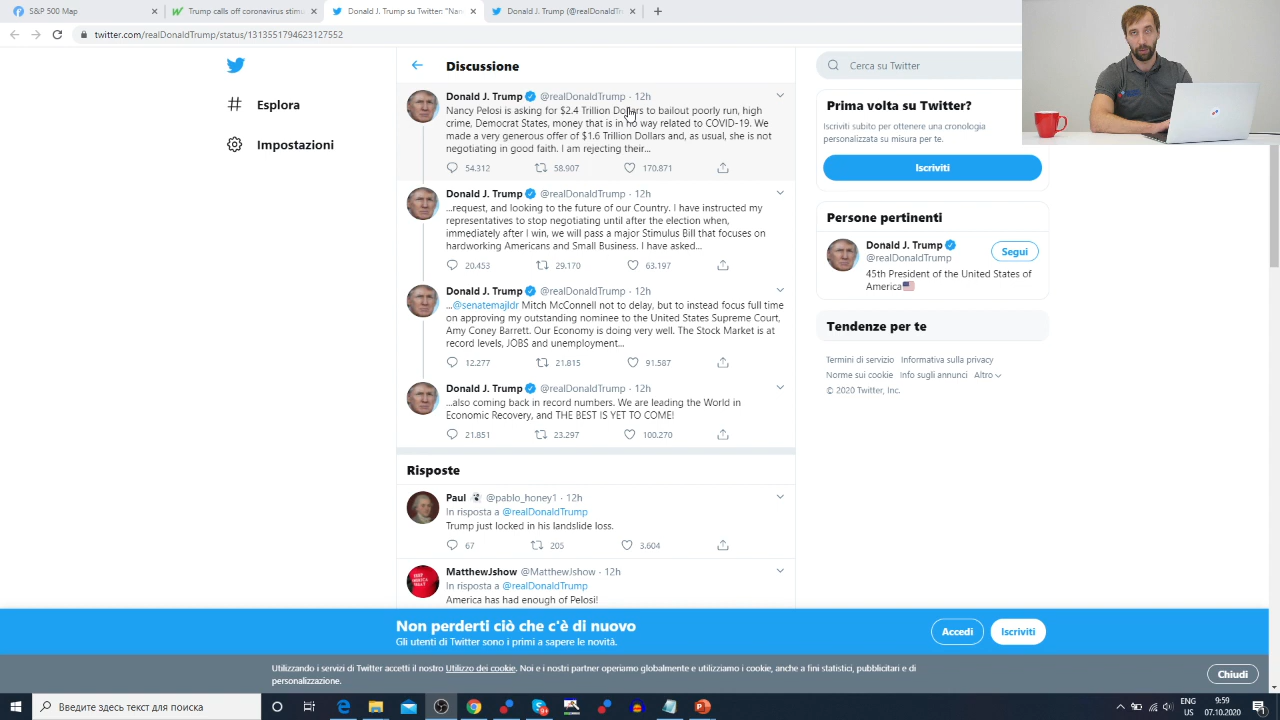 S&P 500 Map
Trump calls off coronavirus stimu
Donald J. Trump su Twitter: "Nan
Donald J. Trump (@realDonaldTrum
twitter.com/realDonaldTrump/status/1313551794623127552
Discussione
Cerca su Twitter
Esplora
Impostazioni
Donald J. Trump @realDonaldTrump · 12h
Nancy Pelosi is asking for $2.4 Trillion Dollars to bailout poorly run, high
crime, Democrat States, money that is in no way related to COVID-19. We
made a very generous offer of $1.6 Trillion Dollars and, as usual, she is not
negotiating in good faith. I am rejecting their...
54.312 58.907 170.871
Donald J. Trump @realDonaldTrump · 12h
...request, and looking to the future of our Country. I have instructed my
representatives to stop negotiating until after the election when,
immediately after I win, we will pass a major Stimulus Bill that focuses on
hardworking Americans and Small Business. I have asked...
20.453 29.170 63.197
Donald J. Trump @realDonaldTrump · 12h
...@senatemajldr Mitch McConnell not to delay, but to instead focus full time
on approving my outstanding nominee to the United States Supreme Court,
Amy Coney Barrett. Our Economy is doing very well. The Stock Market is at
record levels, JOBS and unemployment...
12.277 21.815 91.587
Donald J. Trump @realDonaldTrump · 12h
...also coming back in record numbers. We are leading the World in
Economic Recovery, and THE BEST IS YET TO COME!
21.851 23.297 100.270
Risposte
Paul @pablo_honey1 · 12h
In risposta a @realDonaldTrump
Trump just locked in his landslide loss.
67 205 3.604
MatthewJshow @MatthewJshow · 12h
In risposta a @realDonaldTrump
America has had enough of Pelosi!
Prima volta su Twitter?
Iscriviti subito per ottenere una cronologia
personalizzata su misura per te.
Iscriviti
Persone pertinenti
Donald J. Trump
@realDonaldTrump
Segui
45th President of the United States of
America
Tendenze per te
Termini di servizio Informativa sulla privacy
Norme sui cookie Info sugli annunci Altro
© 2020 Twitter, Inc.
Non perderti ciò che c'è di nuovo
Gli utenti di Twitter sono i primi a sapere le novità.
Accedi
Iscriviti
Utilizzando i servizi di Twitter accetti il nostro Utilizzo dei cookie. Noi e i nostri partner operiamo globalmente e utilizziamo i cookie, anche a fini statistici, pubblicitari e di
personalizzazione.
Chiudi
Введите здесь текст для поиска
ENG
US
9:59
07.10.2020